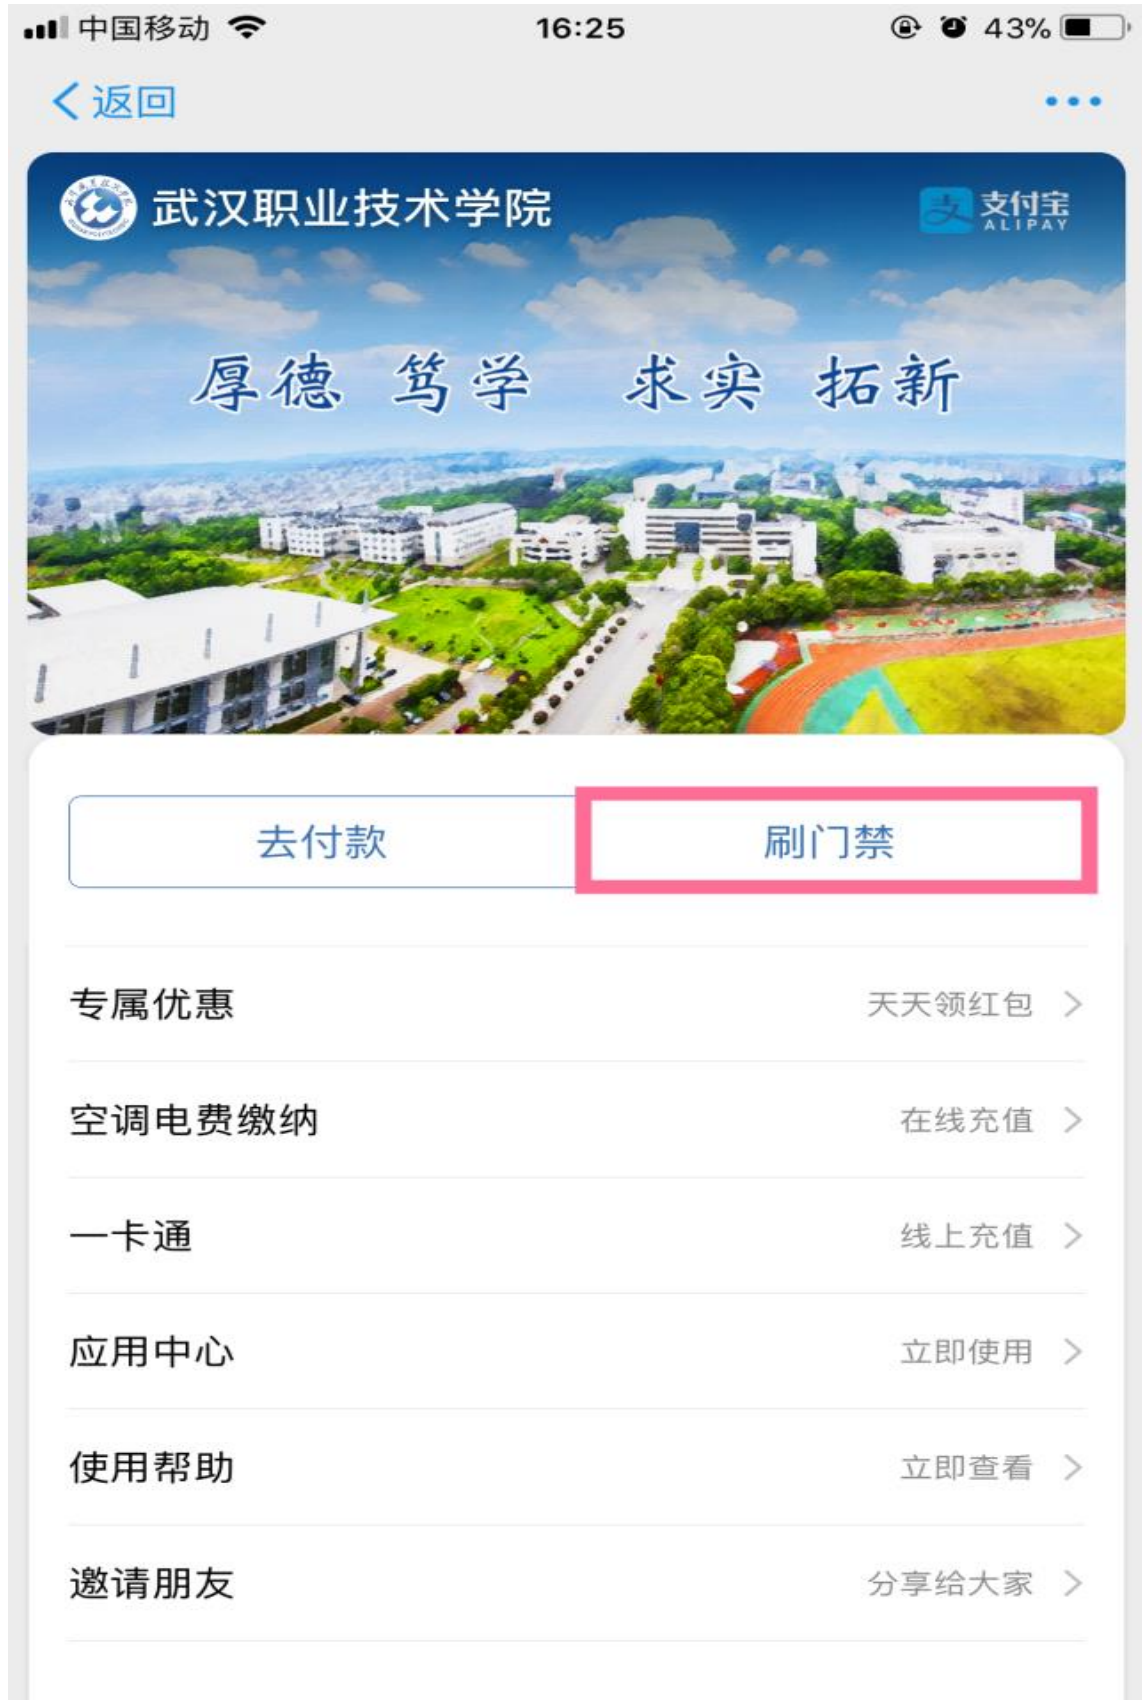 中国移动 16:25 43%
返回
武汉职业技术学院 支 支付宝
ALIPAY
厚德 笃学 求实 拓新
去付款 刷门禁
专属优惠 天天领红包
空调电费缴纳 在线充值
一卡通 线上充值
应用中心 立即使用
使用帮助 立即查看
邀请朋友 分享给大家